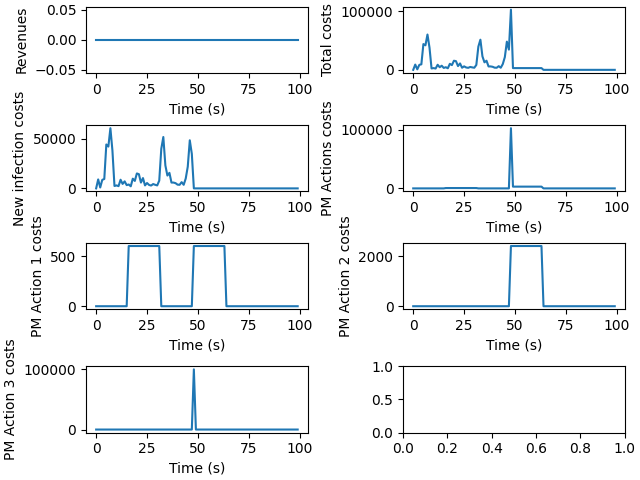 Revenues
0.05
0.00
−0.05
0 25 50 75 100
Time (s)
Total costs
100000
0
0 25 50 75 100
Time (s)
New infection costs
50000
0
0 25 50 75 100
Time (s)
PM Actions costs
100000
0
0 25 50 75 100
Time (s)
PM Action 1 costs
500
0
0 25 50 75 100
Time (s)
PM Action 2 costs
2000
0
0 25 50 75 100
Time (s)
PM Action 3 costs
100000
0
0 25 50 75 100
Time (s)
1.0
0.5
0.0
0.0 0.2 0.4 0.6 0.8 1.0